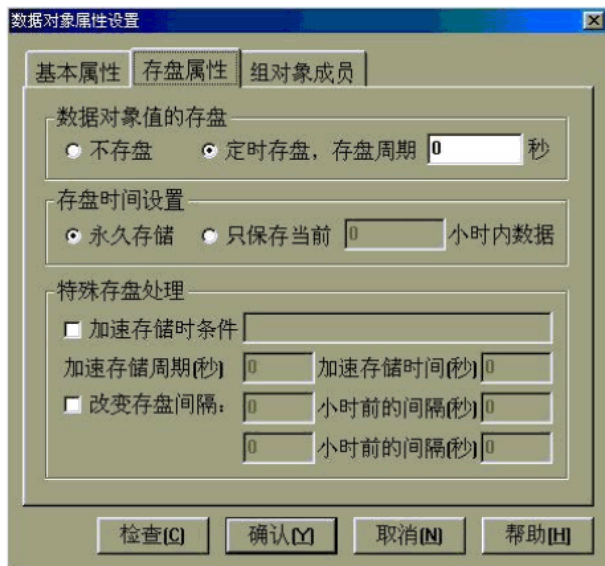 数据对象属性设置
基本属性 存盘属性 组对象成员
数据对象值的存盘
不存盘 定时存盘，存盘周期 0 秒
存盘时间设置
永久存储 只保存当前 0 小时内数据
特殊存盘处理
加速存储时条件
加速存储周期(秒) 0 加速存储时间(秒) 0
改变存盘间隔： 0 小时前的间隔(秒) 0
0 小时前的间隔(秒) 0
检查(C) 确认(Y) 取消(N) 帮助(H)